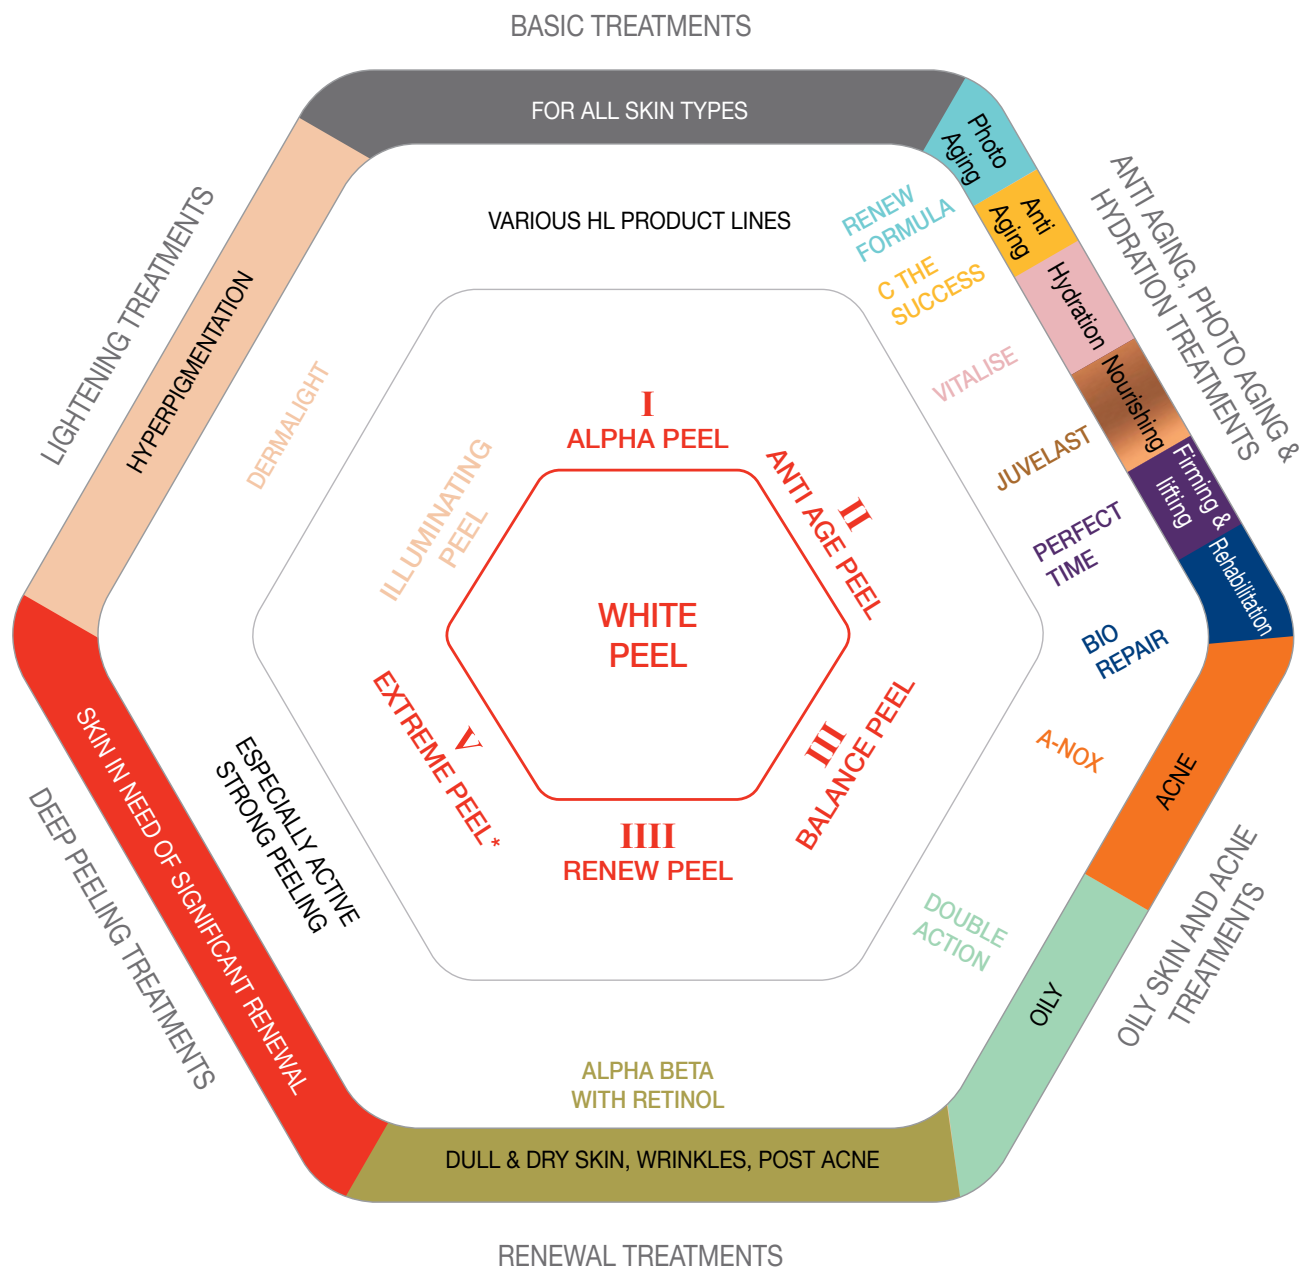 BASIC TREATMENTS
FOR ALL SKIN TYPES
VARIOUS HL PRODUCT LINES
ANTI AGING, PHOTO AGING &
HYDRATION TREATMENTS
Photo
Aging
Anti
Aging
Hydration
Nourishing
Firming &
lifting
Rehabilitation
RENEW
FORMULA
C THE
SUCCESS
VITALISE
JUVELAST
PERFECT
TIME
BIO
REPAIR
OILY SKIN AND ACNE
TREATMENTS
ACNE
OILY
A-NOX
DOUBLE
ACTION
RENEWAL TREATMENTS
DULL & DRY SKIN, WRINKLES, POST ACNE
ALPHA BETA
WITH RETINOL
DEEP PEELING TREATMENTS
SKIN IN NEED OF SIGNIFICANT RENEWAL
ESPECIALLY ACTIVE
STRONG PEELING
LIGHTENING TREATMENTS
HYPERPIGMENTATION
DERMALIGHT
ILLUMINATING
PEEL
I
ALPHA PEEL
II
ANTI AGE PEEL
III
BALANCE PEEL
IIII
RENEW PEEL
V
EXTREME PEEL*
WHITE
PEEL